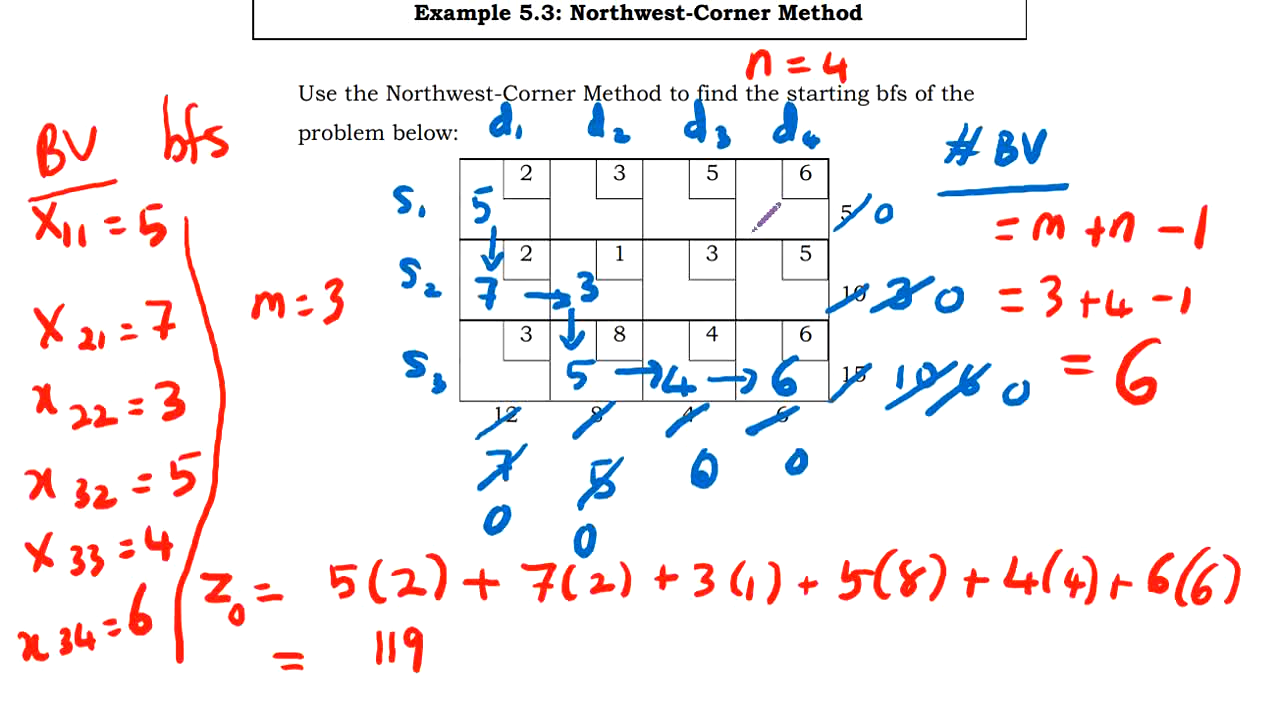 Example 5.3: Northwest-Corner Method
n = 4
Use the Northwest-Corner Method to find the starting bfs of the
problem below:
d₁ d₂ d₃ d₄
BV bfs
# BV
2 3 5 6
S₁ 5 5 0
X₁₁ = 5
= m + n - 1
2 1 3 5
S₂ 7 → 3 10 3 0
m = 3
= 3 + 4 - 1
X₂₁ = 7
3 8 4 6
S₃ 5 → 4 → 6 15 10 6 0
= 6
x₂₂ = 3
12 8 4 6
7 5 0 0
0 0
x₃₂ = 5
X₃₃ = 4
Z₀ = 5(2) + 7(2) + 3(1) + 5(8) + 4(4) + 6(6)
x₃₄ = 6
= 119